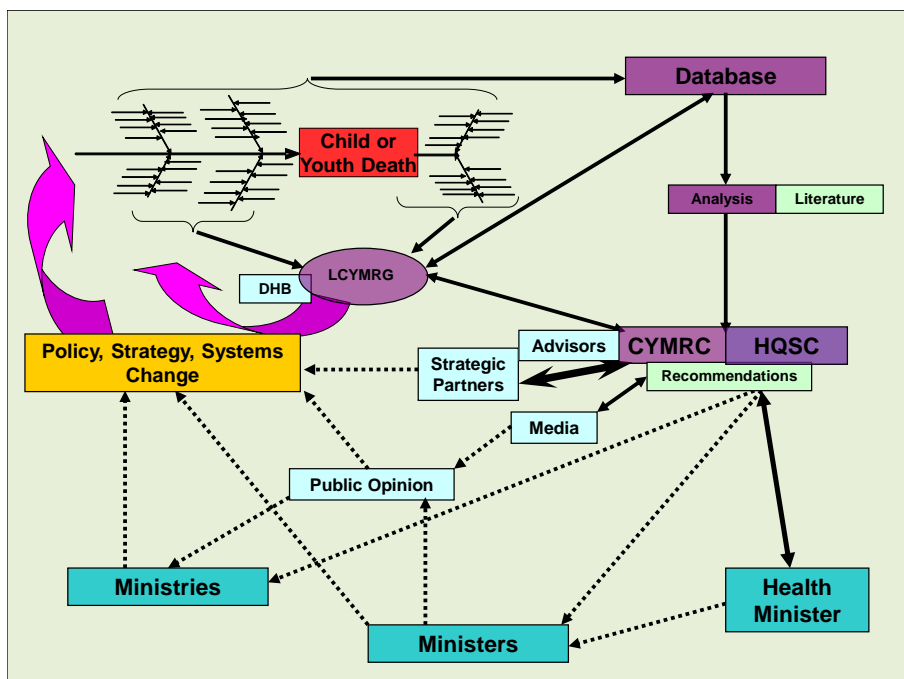 Database
Child or
Youth Death
Analysis
Literature
LCYMRG
DHB
Policy, Strategy, Systems
Change
Advisors
CYMRC
HQSC
Strategic
Partners
Recommendations
Media
Public Opinion
Ministries
Health
Minister
Ministers